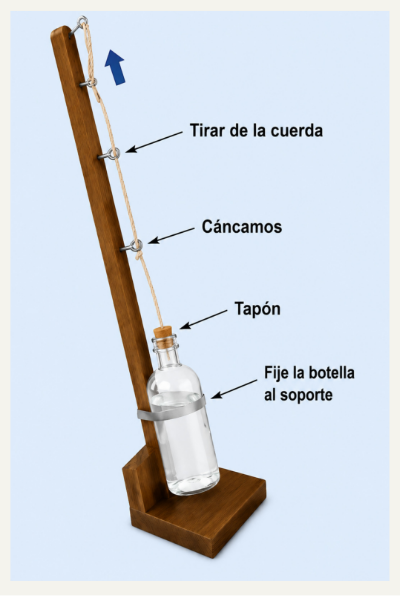 Tirar de la cuerda
Cáncamos
Tapón
Fije la botella
al soporte